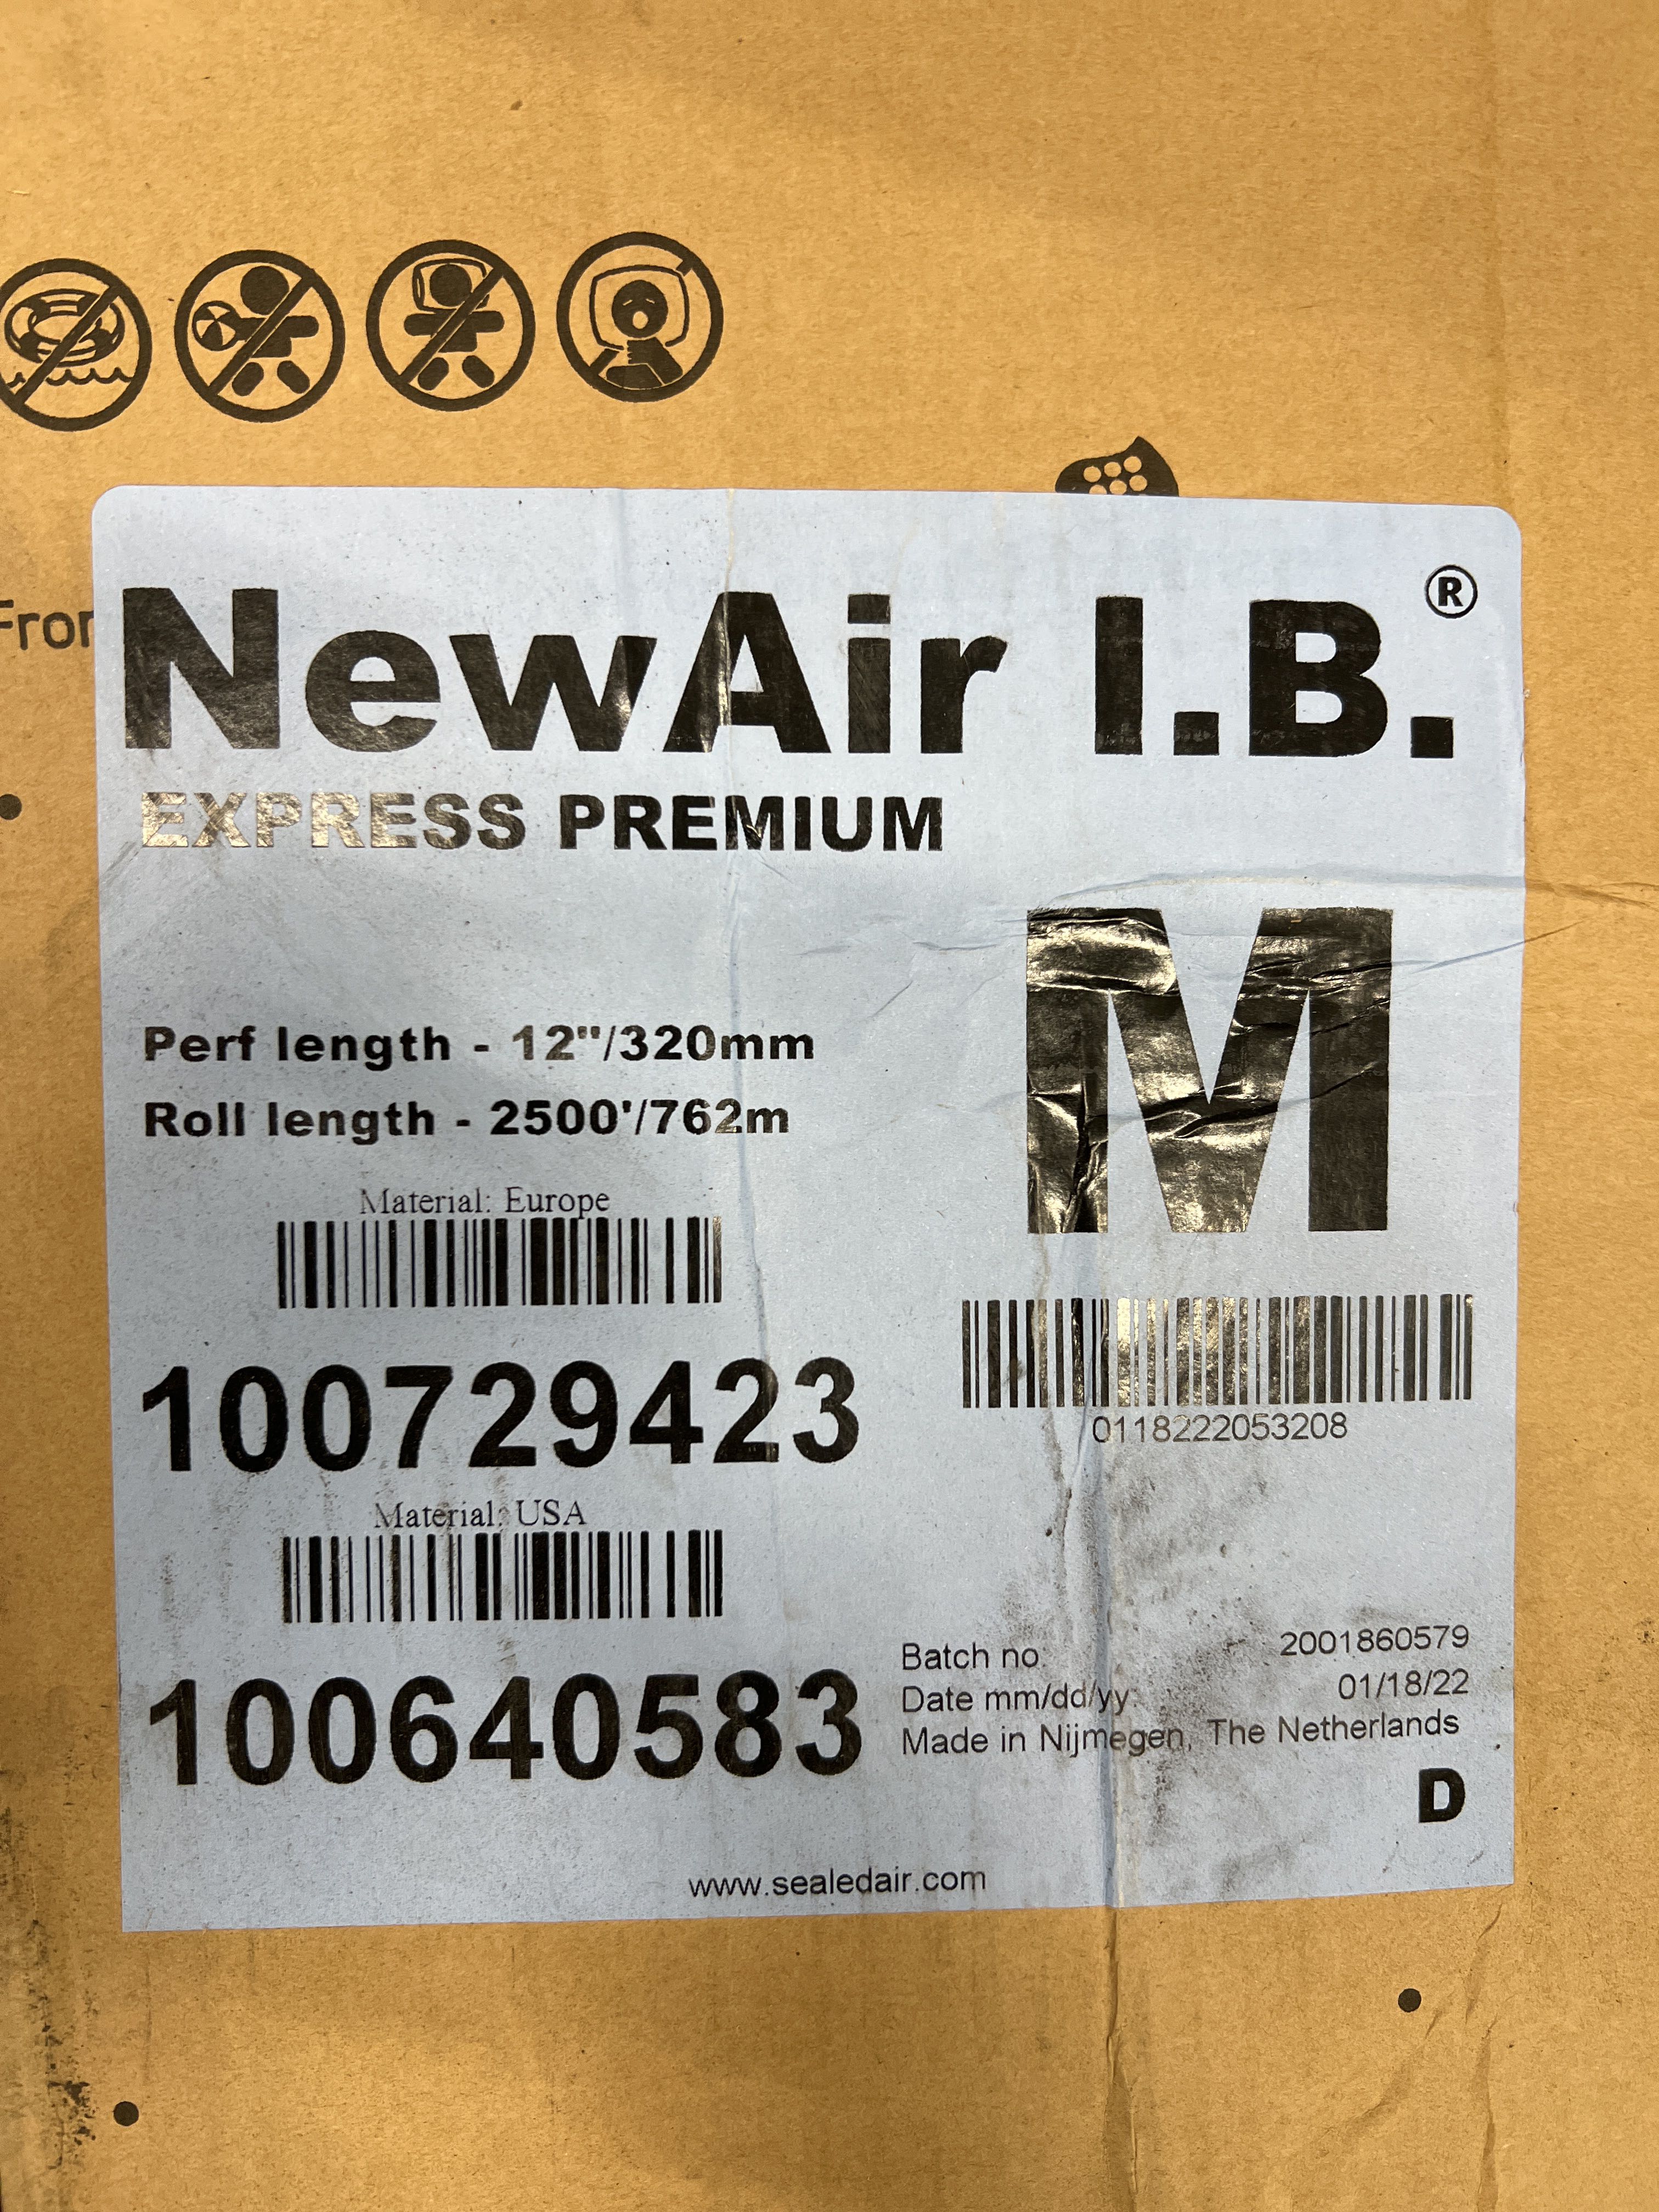 Fron
NewAir I.B.®
EXPRESS PREMIUM
M
Perf length - 12"/320mm
Roll length - 2500'/762m
Material: Europe
100729423
0118222053208
Material: USA
100640583
Batch no: 2001860579
Date mm/dd/yy: 01/18/22
Made in Nijmegen, The Netherlands
D
www.sealedair.com